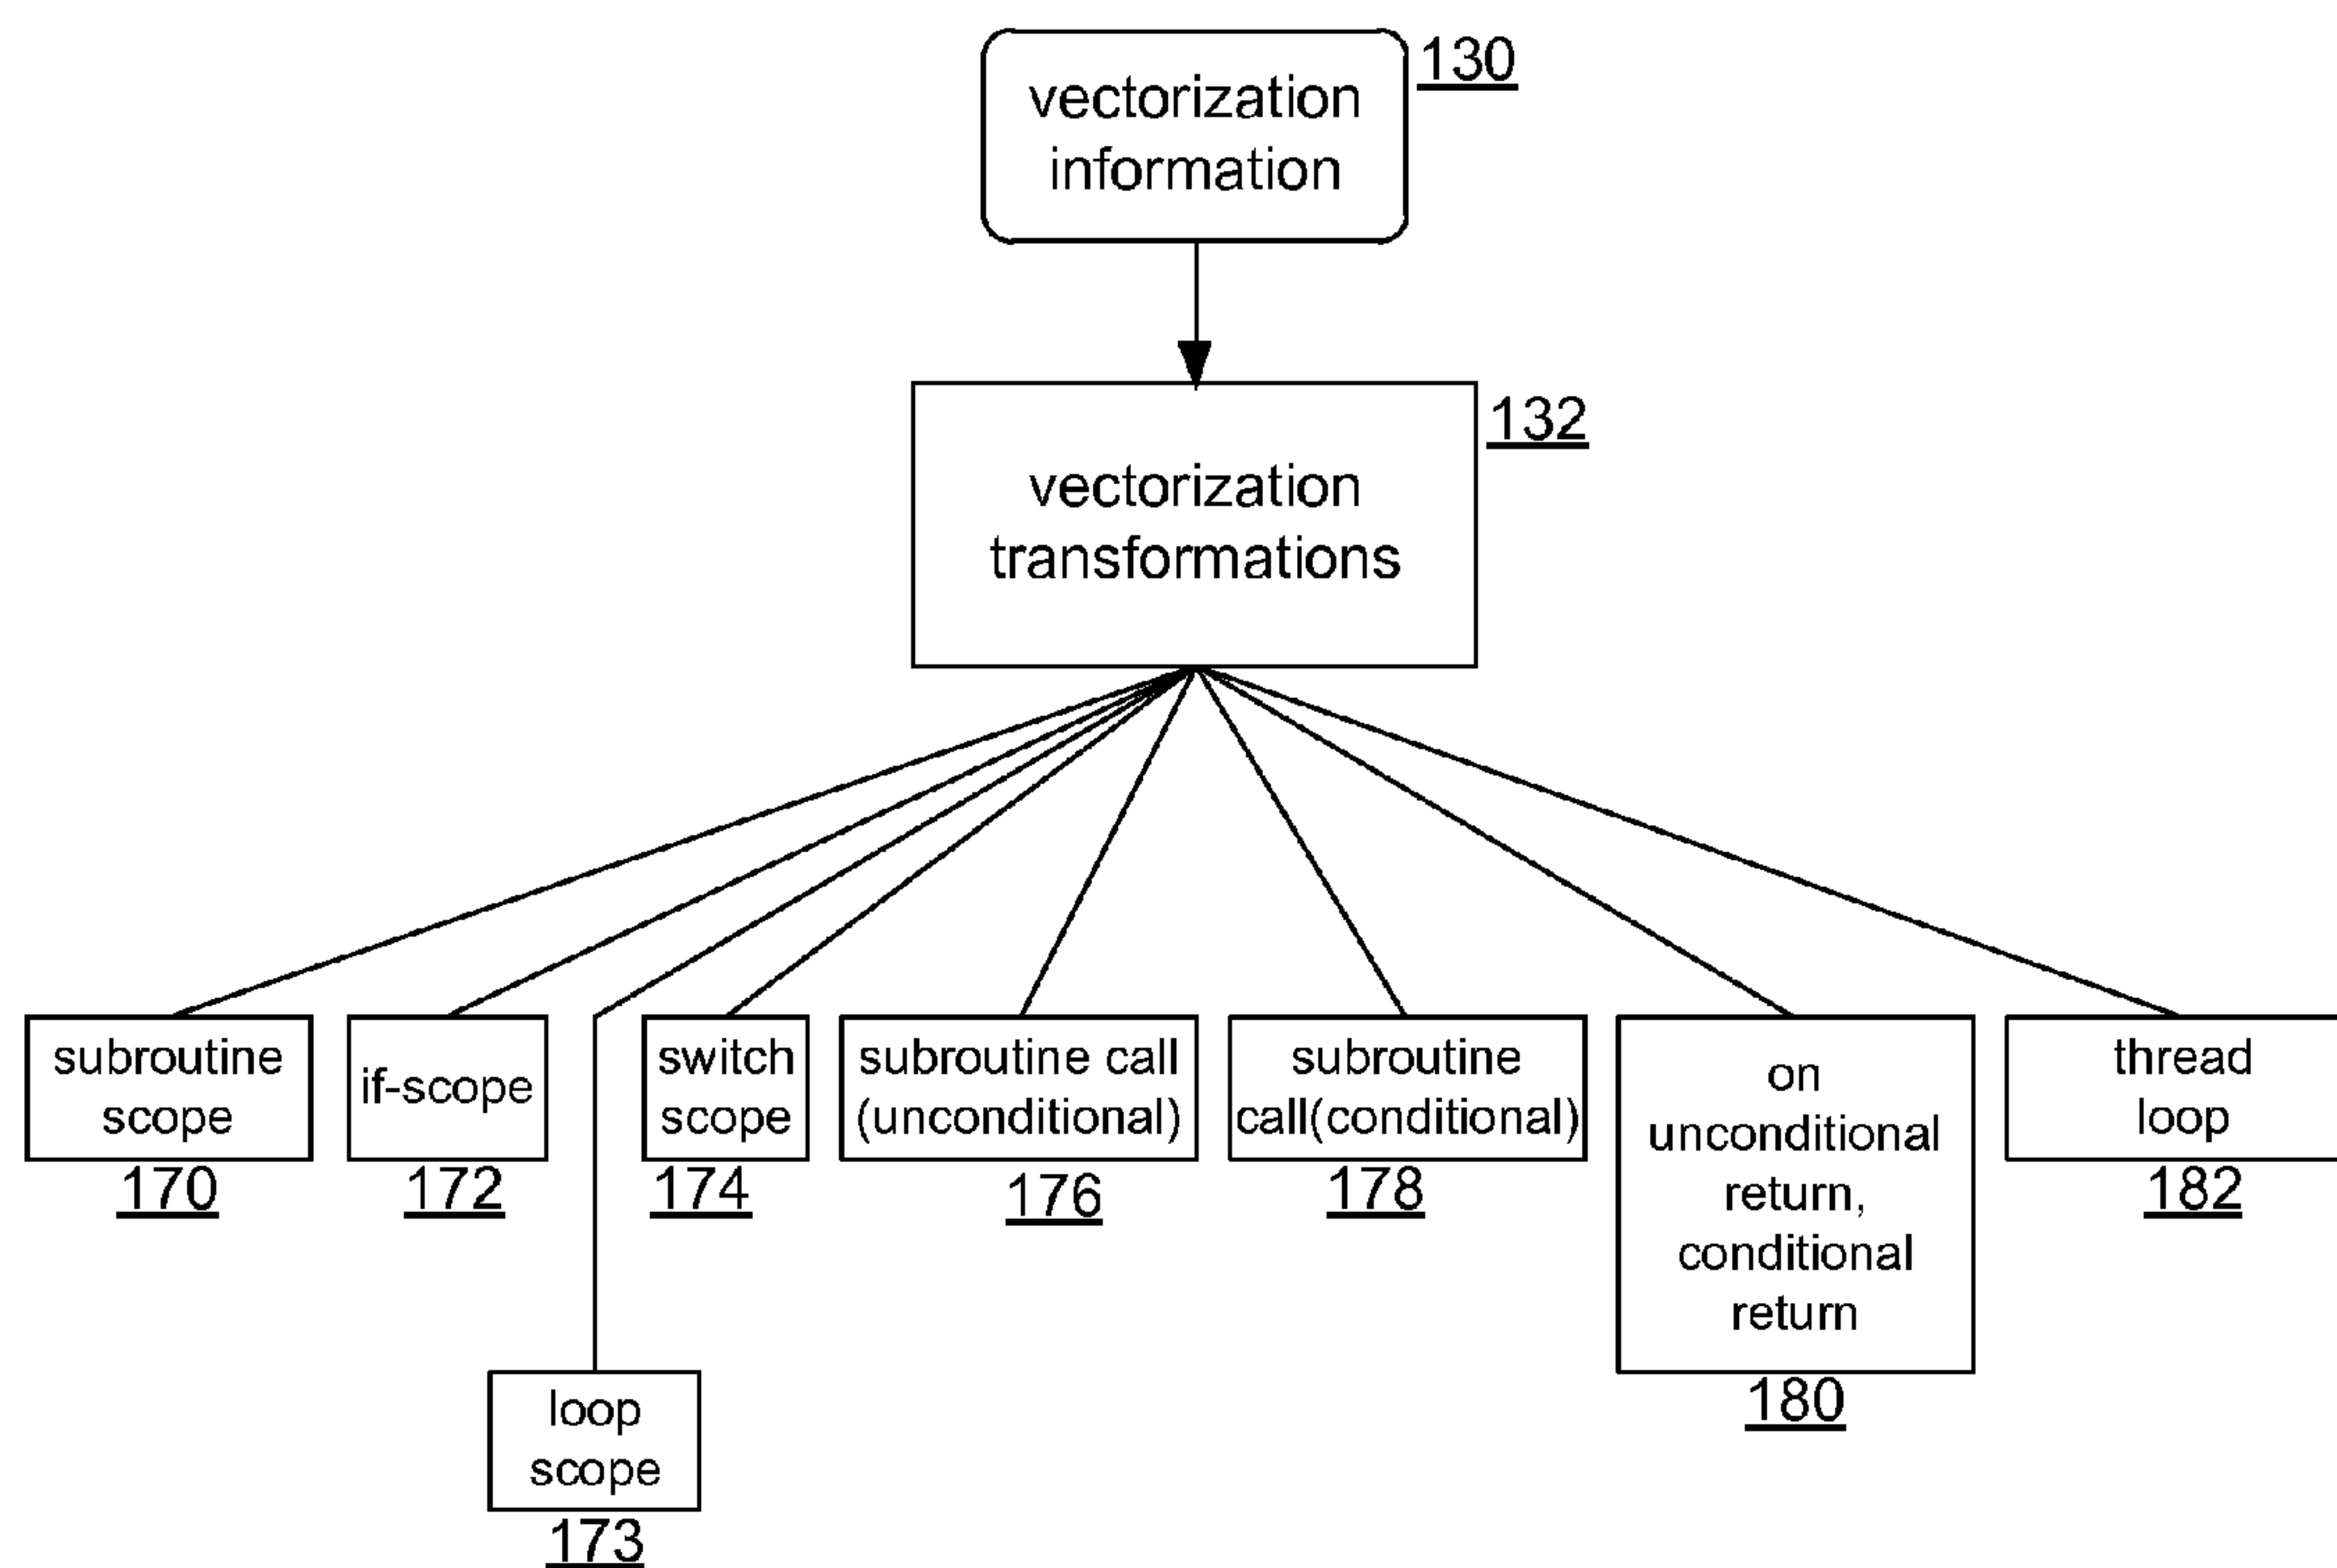 vectorization
information
130
vectorization
transformations
132
subroutine
scope
170
if-scope
172
loop
scope
173
switch
scope
174
subroutine call
(unconditional)
176
subroutine
call(conditional)
178
on
unconditional
return,
conditional
return
180
thread
loop
182